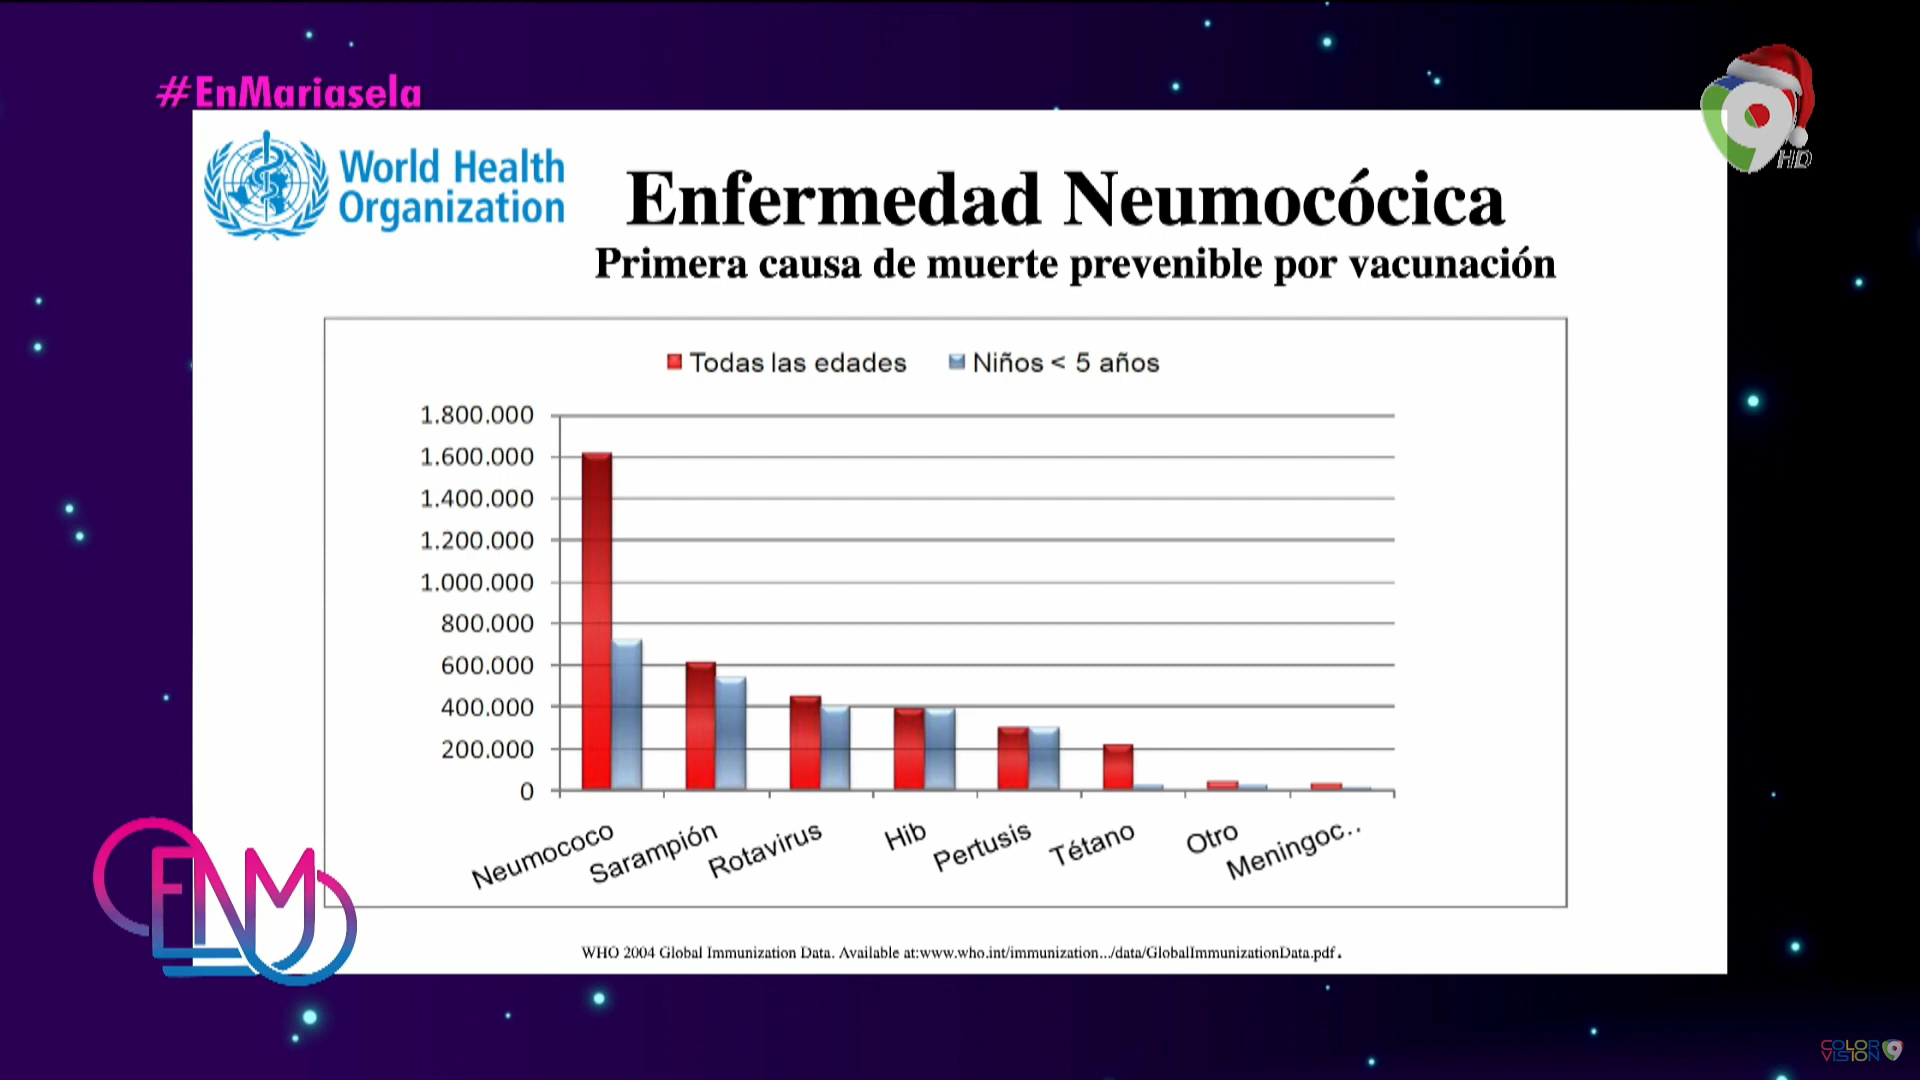 #EnMariasela
HD
World Health
Organization
Enfermedad Neumocócica
Primera causa de muerte prevenible por vacunación
Todas las edades
Niños < 5 años
1.800.000
1.600.000
1.400.000
1.200.000
1.000.000
800.000
600.000
400.000
200.000
0
Neumococo
Sarampión
Rotavirus
Hib
Pertusis
Tétano
Otro
Meningoc..
ENM
WHO 2004 Global Immunization Data. Available at:www.who.int/immunization.../data/GlobalImmunizationData.pdf.
COLOR
VISION 9